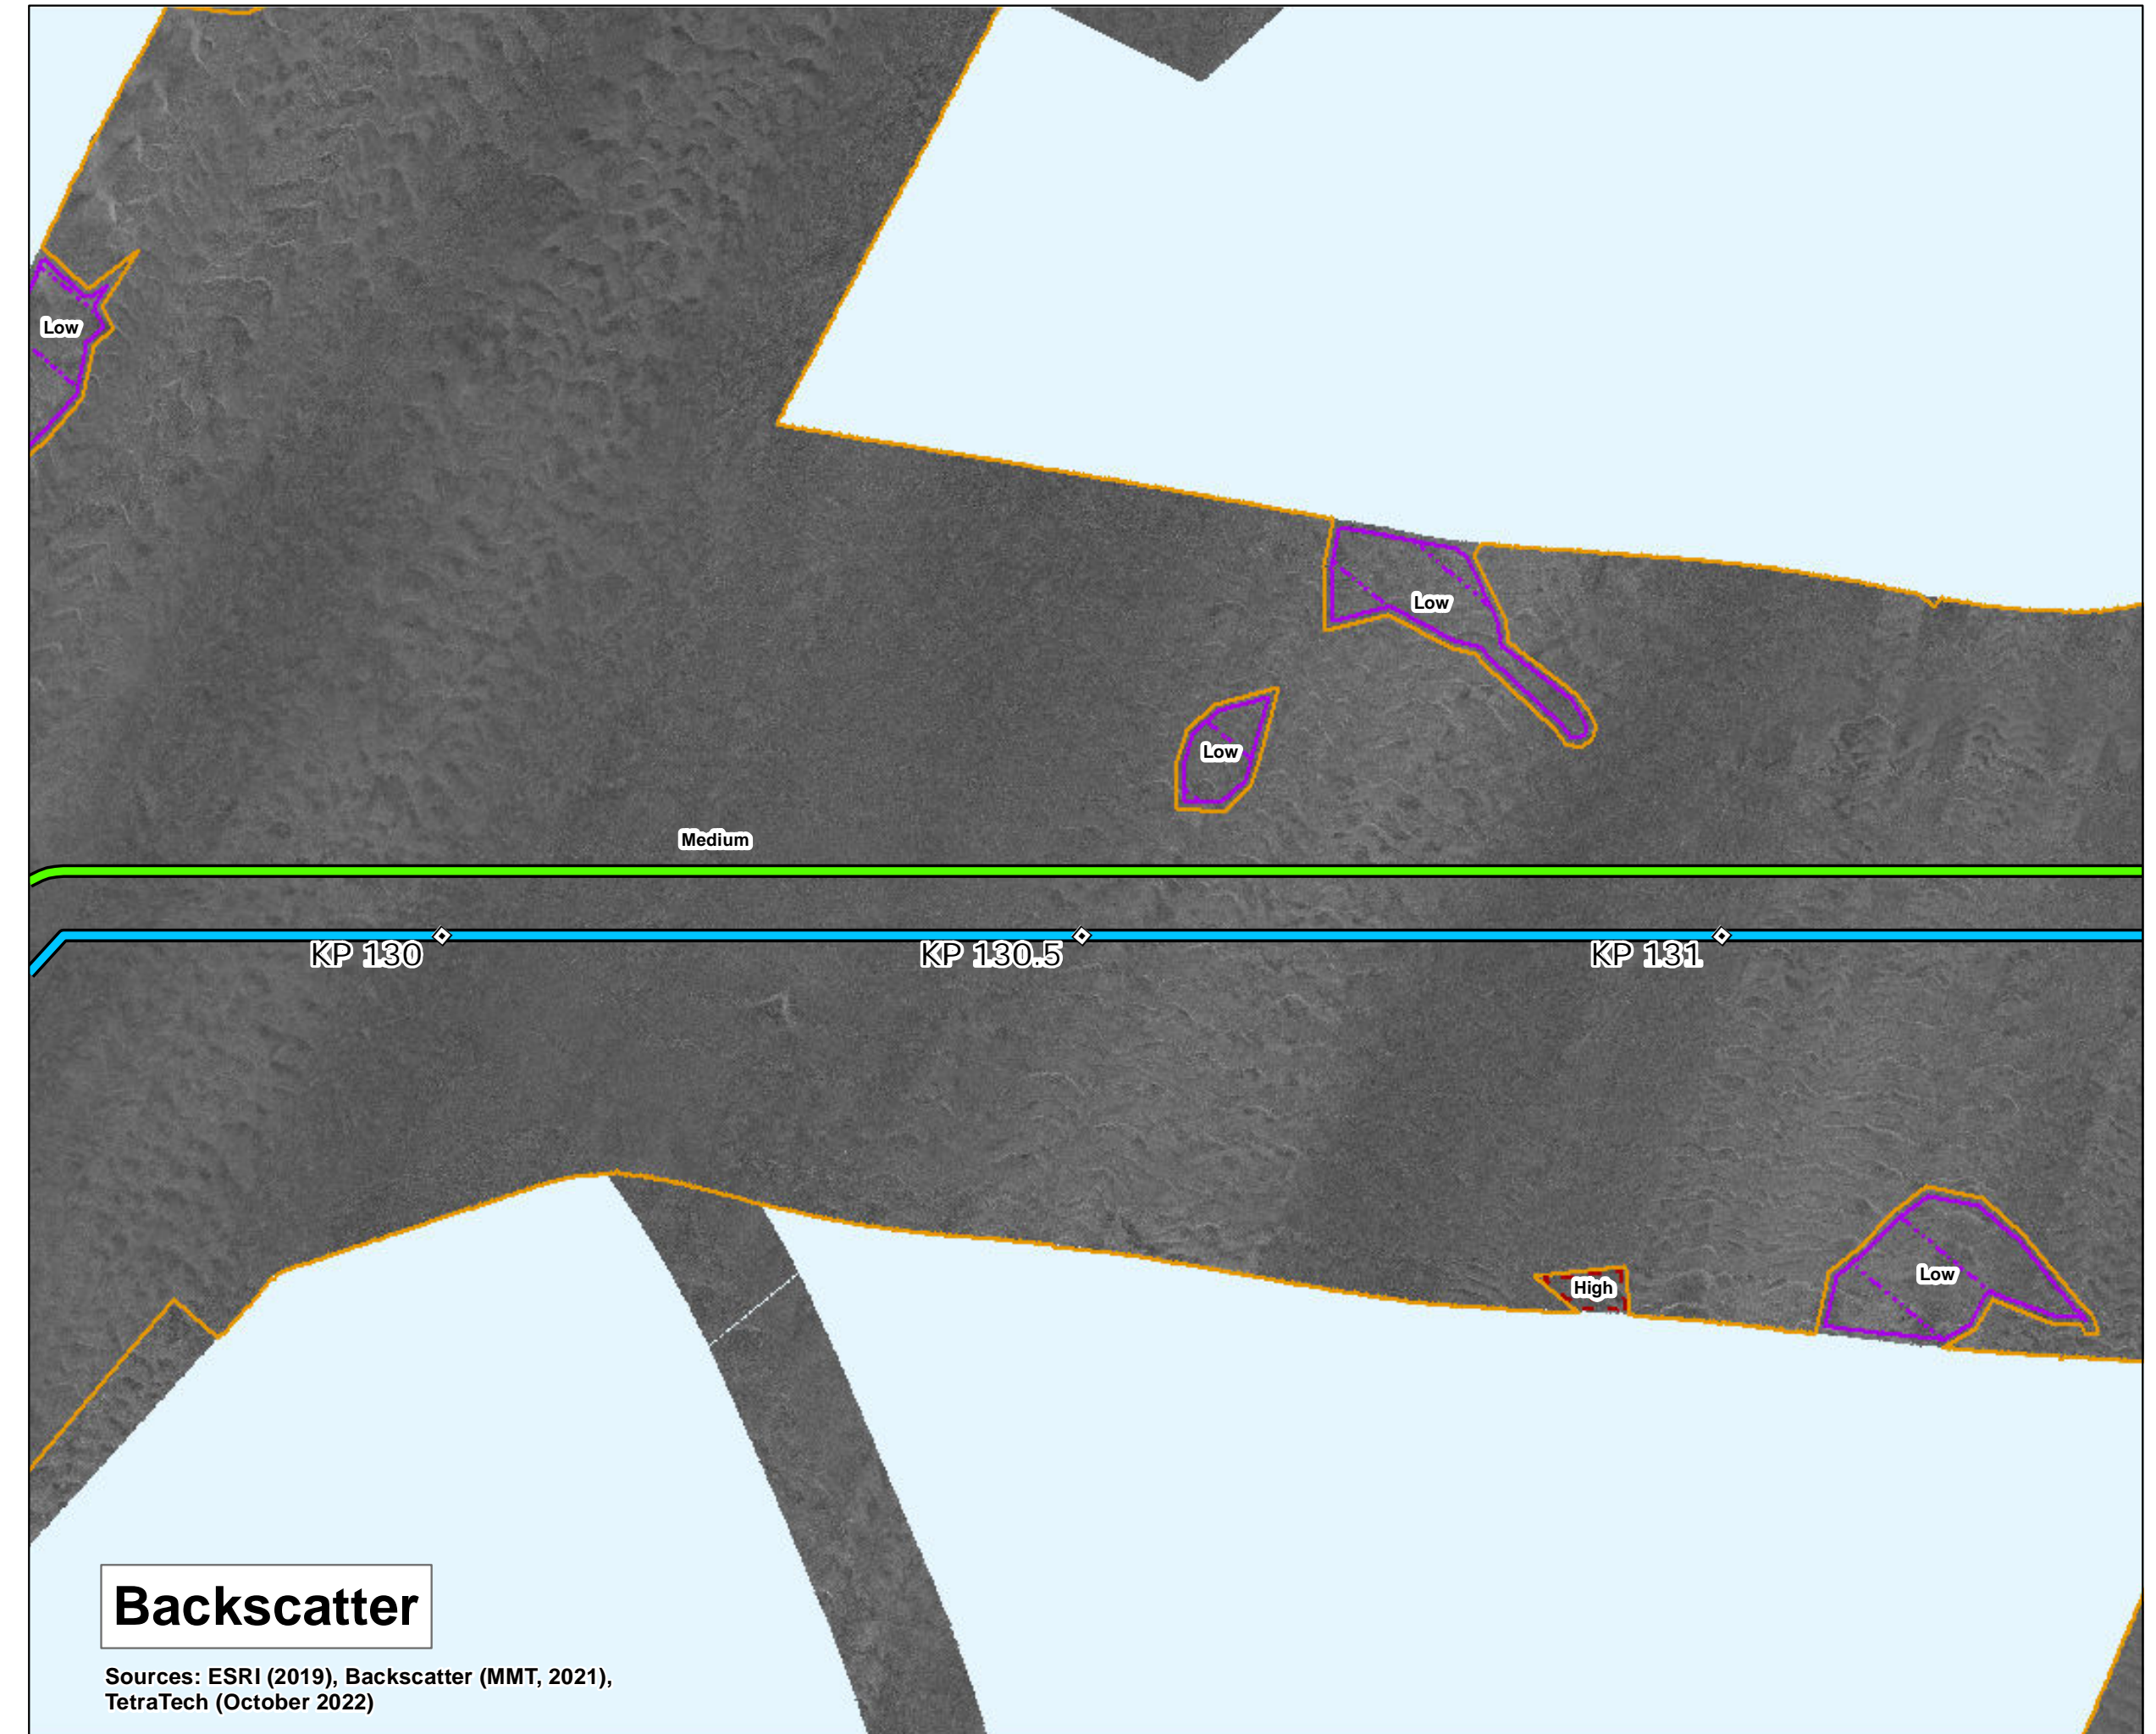 Low
Low
Low
Medium
KP 130
KP 130.5
KP 131
High
Low
Backscatter
Sources: ESRI (2019), Backscatter (MMT, 2021),
TetraTech (October 2022)